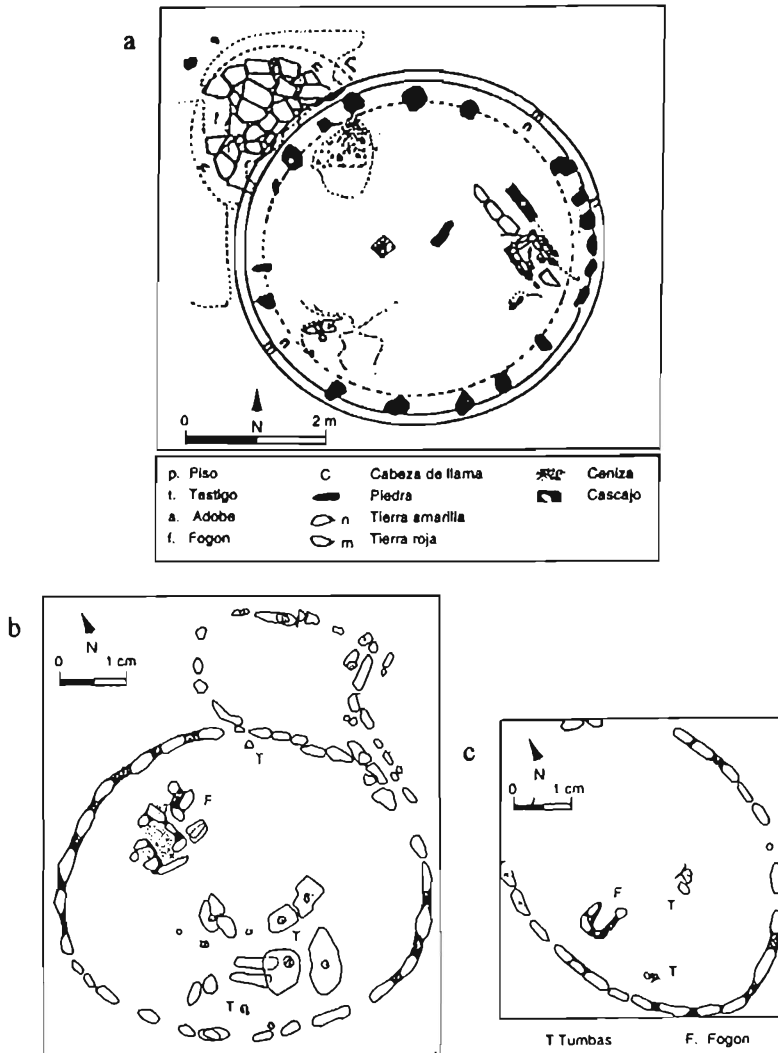 a
n
m
n
m
0 2 m
N
p. Piso C Cabeza de llama Ceniza
t. Testigo Piedra Cascajo
a. Adobe n Tierra amarilla
f. Fogon m Tierra roja
b
N
0 1 cm
T
F
T
T
c
N
0 1 cm
F
T
T
T Tumbas F. Fogon